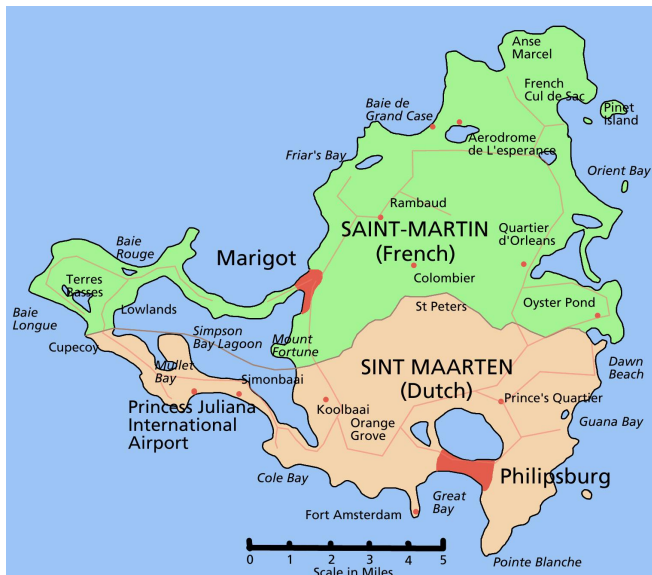 Anse
Marcel
French
Cul de Sac
Baie de
Grand Case
Pinet
Island
Aerodrome
de L'esperance
Friar's Bay
Orient Bay
Rambaud
SAINT-MARTIN
(French)
Quartier
d'Orleans
Baie
Rouge
Marigot
Colombier
Terres
Basses
Oyster Pond
St Peters
Lowlands
Baie
Longue
Simpson
Bay Lagoon
Mount
Fortune
Cupecoy
Mullet
Bay
SINT MAARTEN
(Dutch)
Dawn
Beach
Simonbaai
Prince's Quartier
Princess Juliana
International
Airport
Koolbaai
Orange
Grove
Guana Bay
Cole Bay
Philipsburg
Great
Bay
Fort Amsterdam
Pointe Blanche
0 1 2 3 4 5
Scale in Miles